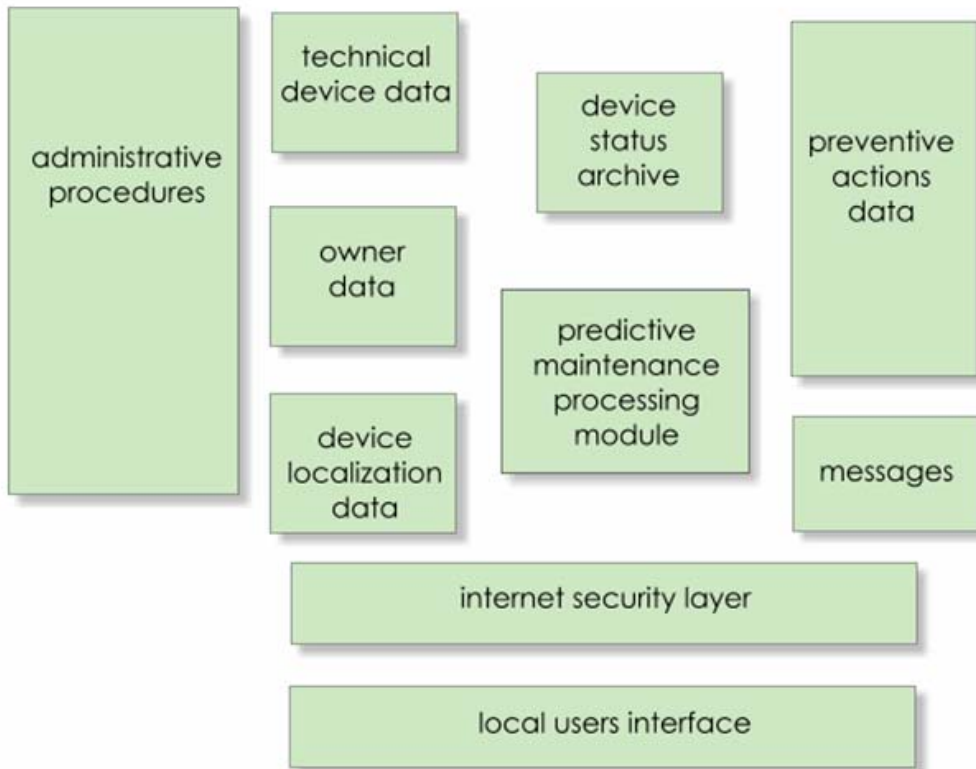 administrative
procedures
technical
device data
owner
data
device
localization
data
device
status
archive
predictive
maintenance
processing
module
preventive
actions
data
messages
internet security layer
local users interface